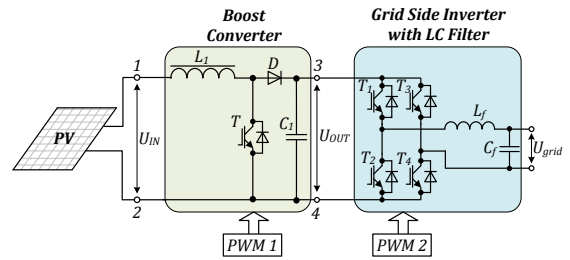 Boost
Converter
Grid Side Inverter
with LC Filter
1
L1
D
3
T1
T3
Lf
PV
UIN
T
C1
UOUT
Cf
Ugrid
T2
T4
2
4
PWM 1
PWM 2